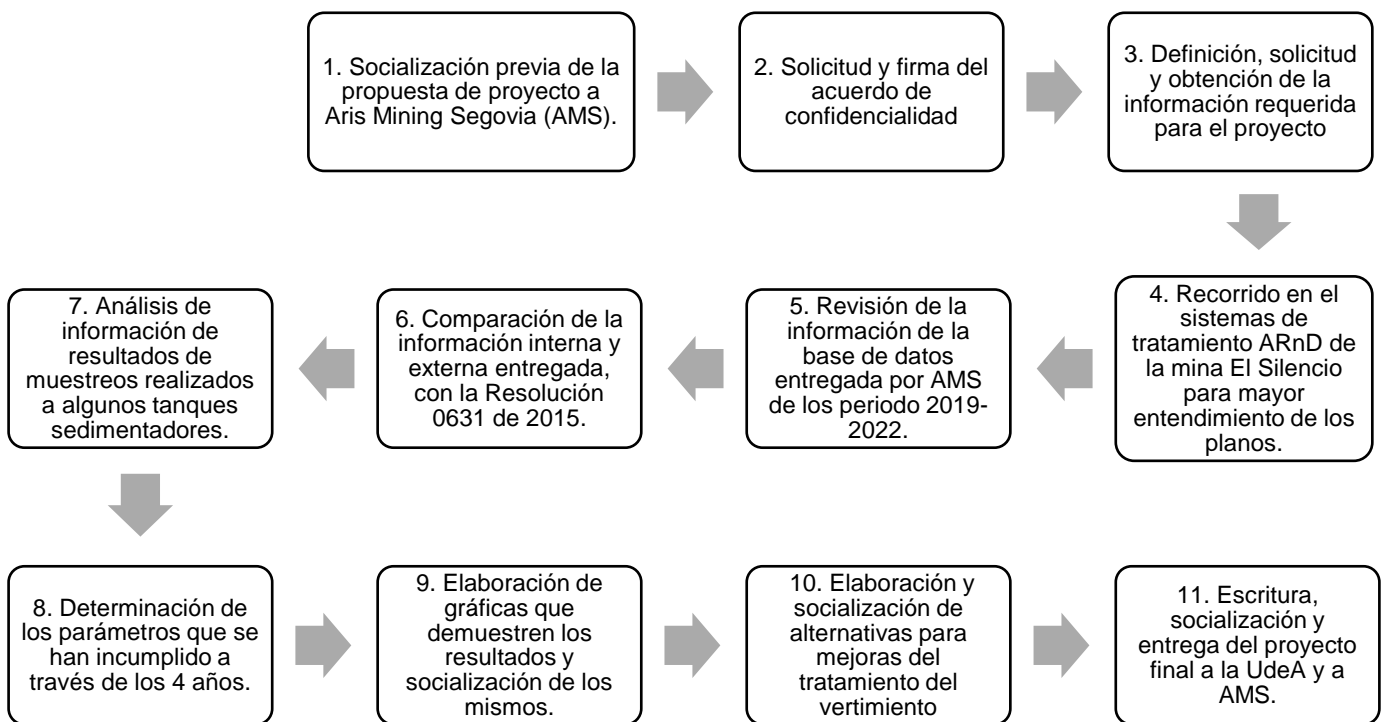 1. Socialización previa de la
propuesta de proyecto a
Aris Mining Segovia (AMS).
2. Solicitud y firma del
acuerdo de
confidencialidad
3. Definición, solicitud
y obtención de la
información requerida
para el proyecto
4. Recorrido en el
sistemas de
tratamiento ARnD de
la mina El Silencio
para mayor
entendimiento de los
planos.
5. Revisión de la
información de la
base de datos
entregada por AMS
de los periodo 2019-
2022.
6. Comparación de la
información interna y
externa entregada,
con la Resolución
0631 de 2015.
7. Análisis de
información de
resultados de
muestreos realizados
a algunos tanques
sedimentadores.
8. Determinación de
los parámetros que se
han incumplido a
través de los 4 años.
9. Elaboración de
gráficas que
demuestren los
resultados y
socialización de los
mismos.
10. Elaboración y
socialización de
alternativas para
mejoras del
tratamiento del
vertimiento
11. Escritura,
socialización y
entrega del proyecto
final a la UdeA y a
AMS.